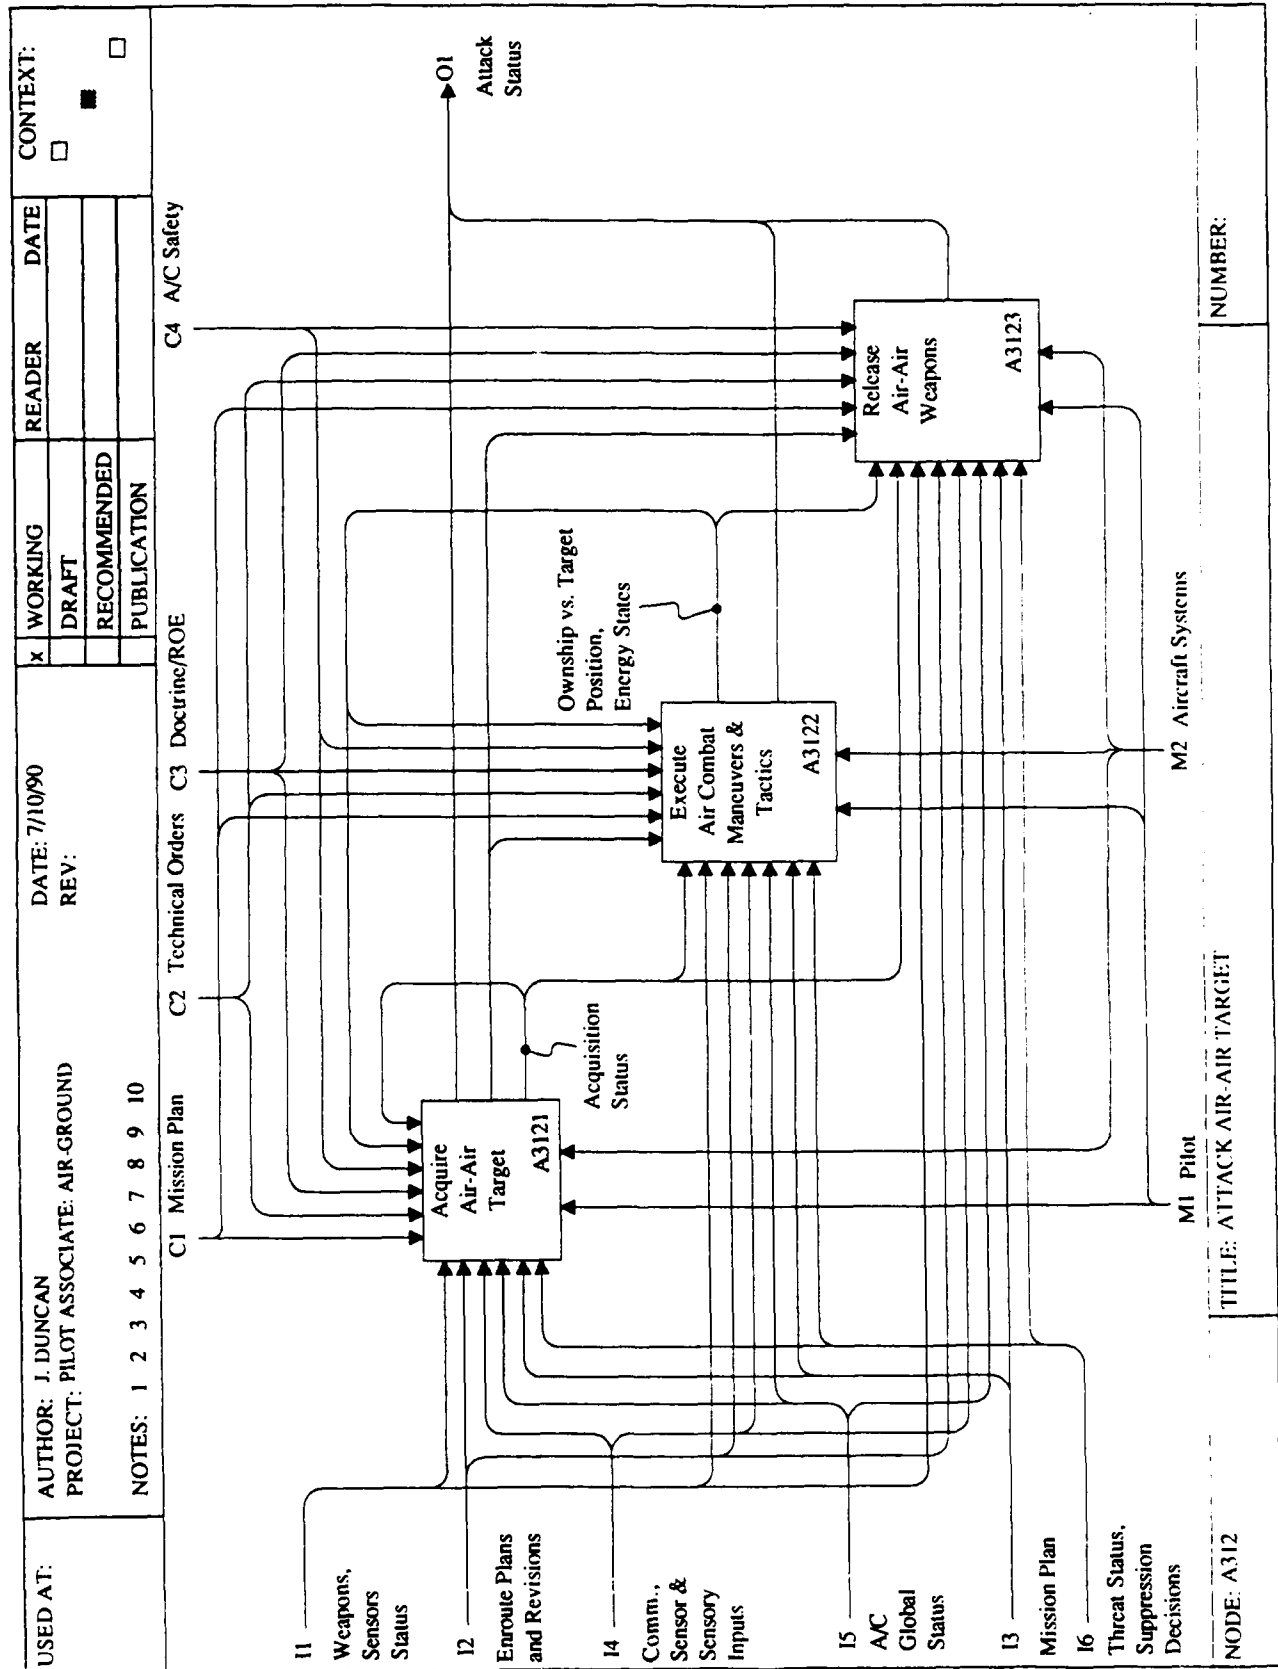 USED AT:
AUTHOR: J. DUNCAN
PROJECT: PILOT ASSOCIATE: AIR-GROUND
NOTES: 1 2 3 4 5 6 7 8 9 10
DATE: 7/10/90
REV:
x WORKING
DRAFT
RECOMMENDED
PUBLICATION
READER DATE
CONTEXT:
C1 Mission Plan
C2 Technical Orders
C3 Doctrine/ROE
C4 A/C Safety
I1
Weapons,
Sensors
Status
I2
Enroute Plans
and Revisions
I4
Comm.,
Sensor &
Sensory
Inputs
I5
A/C
Global
Status
I3
Mission Plan
I6
Threat Status,
Suppression
Decisions
Acquire
Air-Air
Target
A3121
Acquisition
Status
Execute
Air Combat
Maneuvers &
Tactics
A3122
Ownship vs. Target
Position,
Energy States
Release
Air-Air
Weapons
A3123
O1
Attack
Status
M1 Pilot
M2 Aircraft Systems
NODE: A312
TITLE: ATTACK AIR-AIR TARGET
NUMBER: